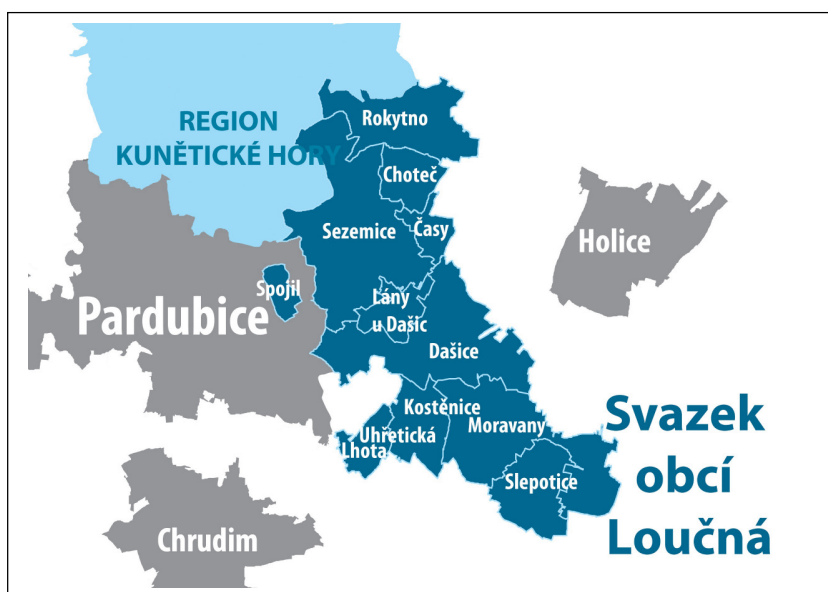 REGION
KUNĚTICKÉ HORY
Rokytno
Choteč
Sezemice
Časy
Holice
Spojil
Pardubice
Lány
u Dašic
Dašice
Kostěnice
Moravany
Uhřetická
Lhota
Slepotice
Svazek
obcí
Loučná
Chrudim